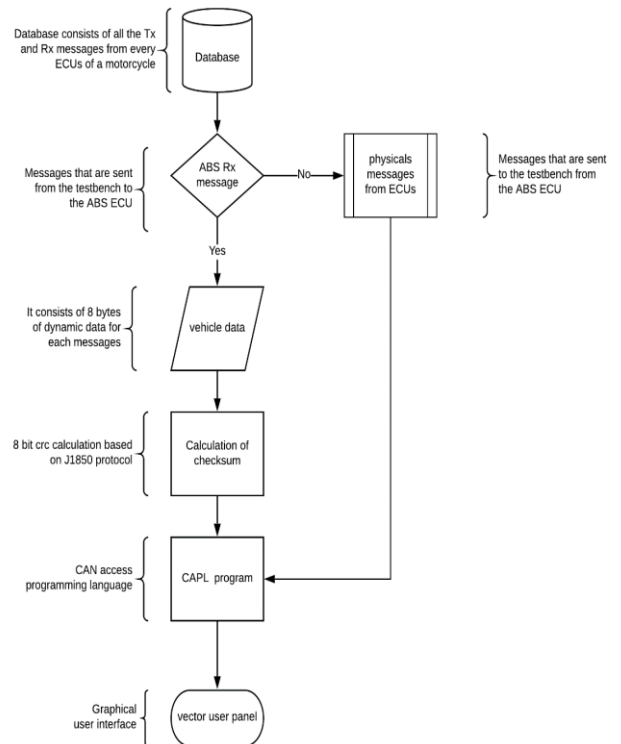 Database consists of all the Tx
and Rx messages from every
ECUs of a motorcycle
Database
Messages that are sent
from the testbench to
the ABS ECU
ABS Rx
message
No
physicals
messages
from ECUs
Messages that are sent
to the testbench from
the ABS ECU
Yes
It consists of 8 bytes
of dynamic data for
each messages
vehicle data
8 bit crc calculation based
on J1850 protocol
Calculation of
checksum
CAN access
programming language
CAPL program
Graphical
user interface
vector user panel